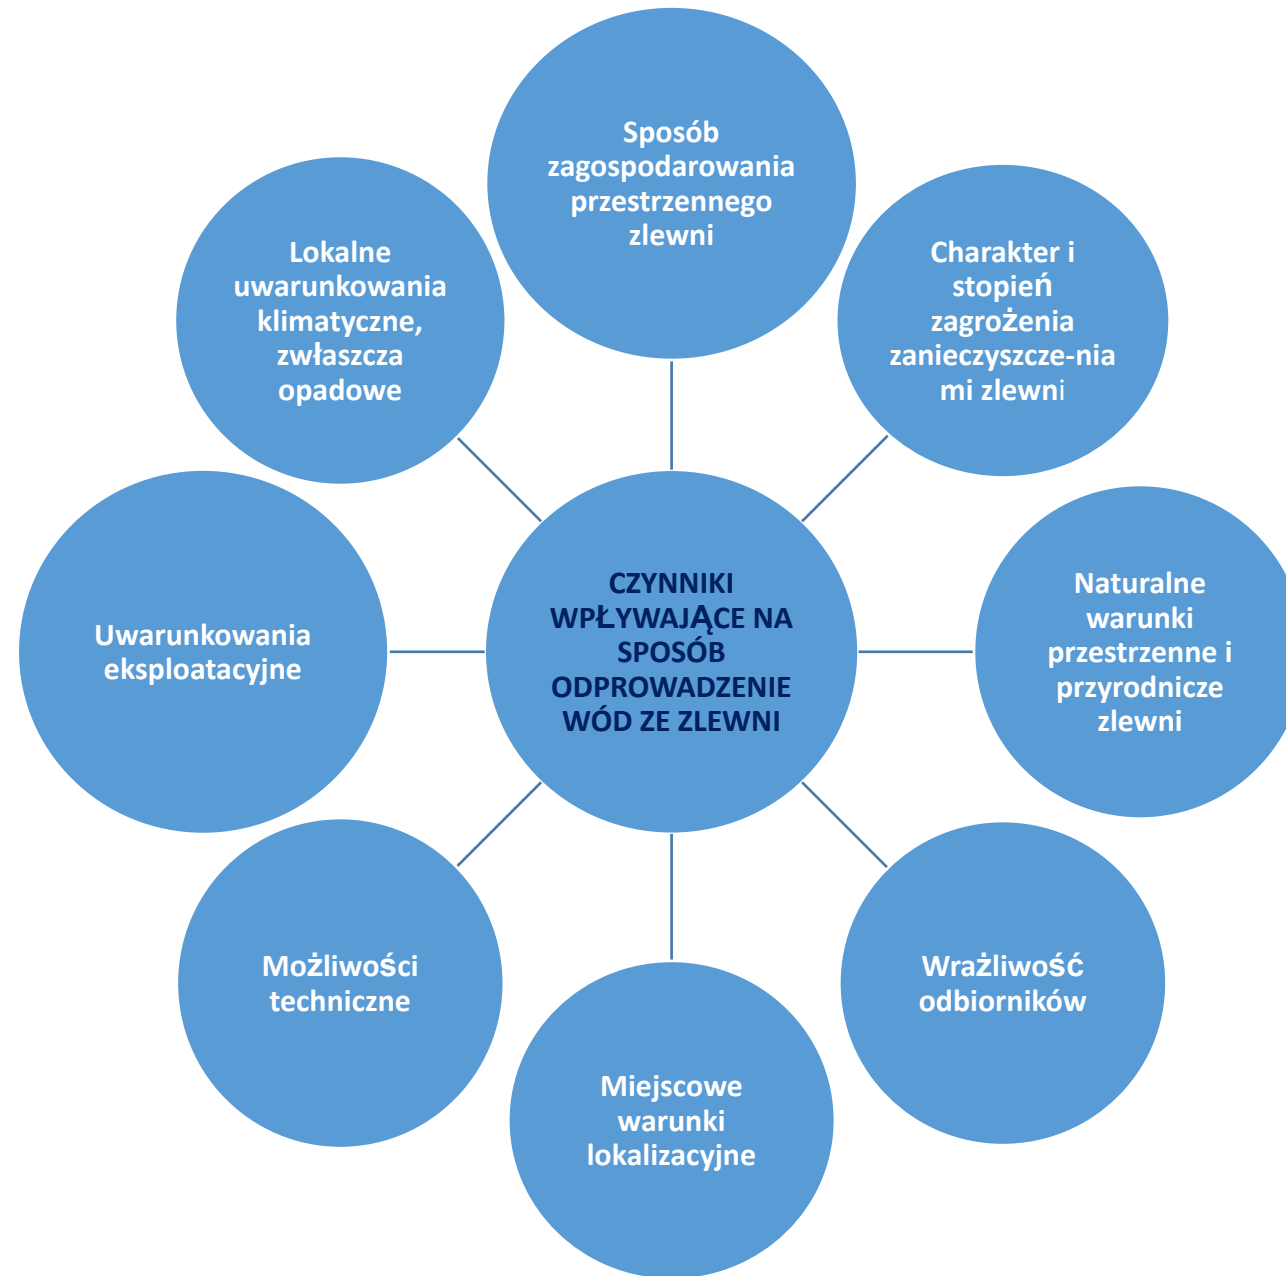 Sposób
zagospodarowania
przestrzennego
zlewni
Charakter i
stopień
zagrożenia
zanieczyszcze-nia
mi zlewni
Naturalne
warunki
przestrzenne i
przyrodnicze
zlewni
Wrażliwość
odbiorników
Miejscowe
warunki
lokalizacyjne
Możliwości
techniczne
Uwarunkowania
eksploatacyjne
Lokalne
uwarunkowania
klimatyczne,
zwłaszcza
opadowe
CZYNNIKI
WPŁYWAJĄCE NA
SPOSÓB
ODPROWADZENIE
WÓD ZE ZLEWNI